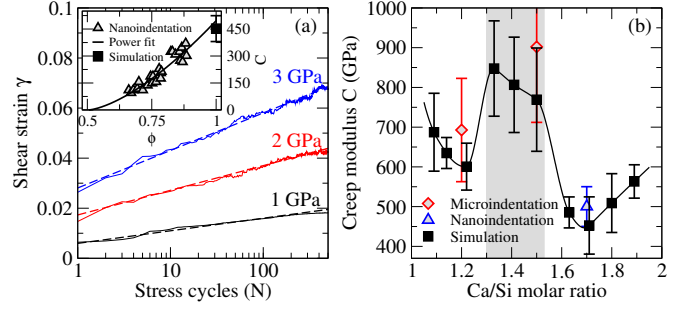 0.1
0.08
0.06
0.04
0.02
0
Shear strain γ
1
10
100
Stress cycles (N)
(a)
Nanoindentation
Power fit
Simulation
450
300
150
0
C
0.5
0.75
1
ϕ
3 GPa
2 GPa
1 GPa
(b)
1000
900
800
700
600
500
400
Creep modulus C (GPa)
Microindentation
Nanoindentation
Simulation
1
1.2
1.4
1.6
1.8
2
Ca/Si molar ratio